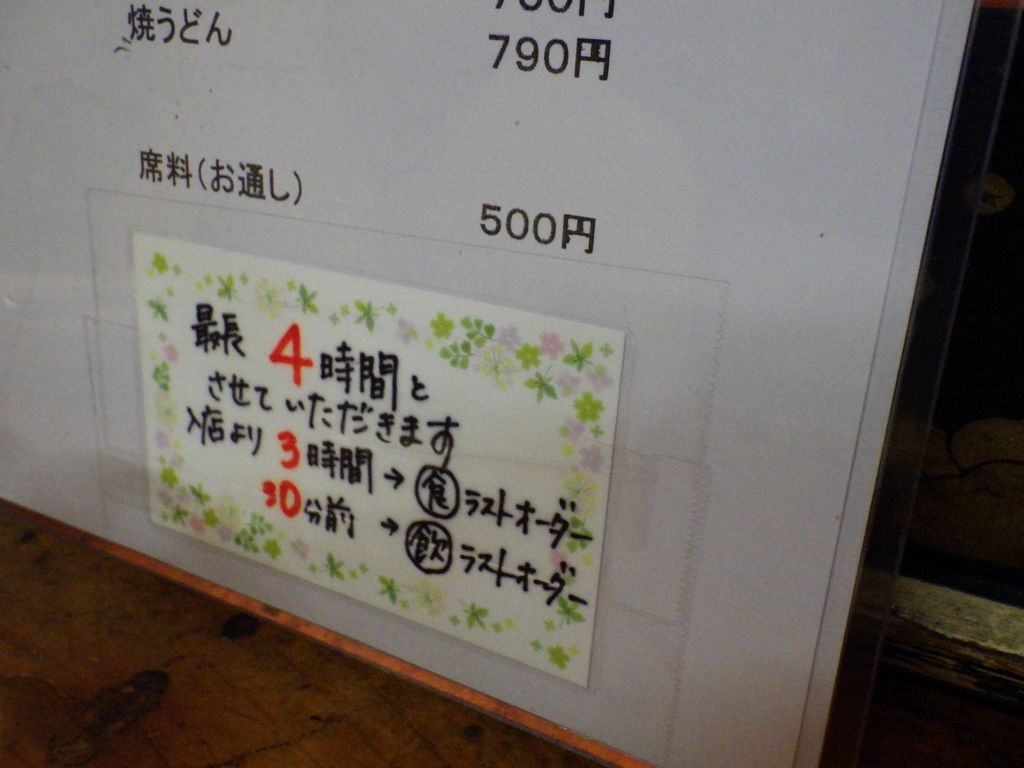 焼うどん 790円
席料(お通し) 500円
最長 4時間と
させていただきます
入店より 3時間→㊷ラストオーダー
30分前→飲ラストオーダー